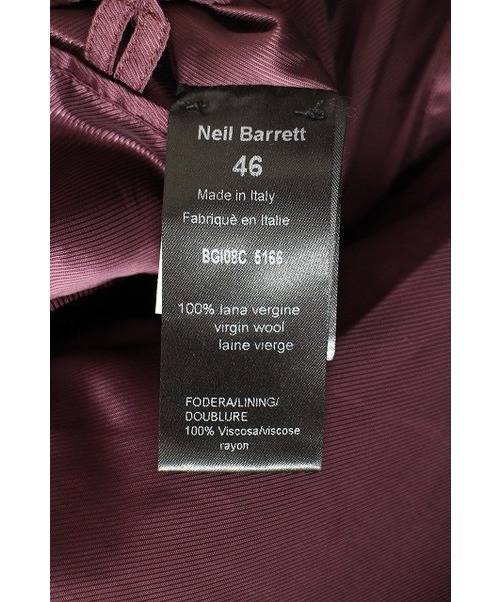 Neil Barrett
46
Made in Italy
Fabriquè en Italie
BGI08C 5166
100% lana vergine
virgin wool
laine vierge
FODERA/LINING/
DOUBLURE
100% Viscosa/viscose
rayon